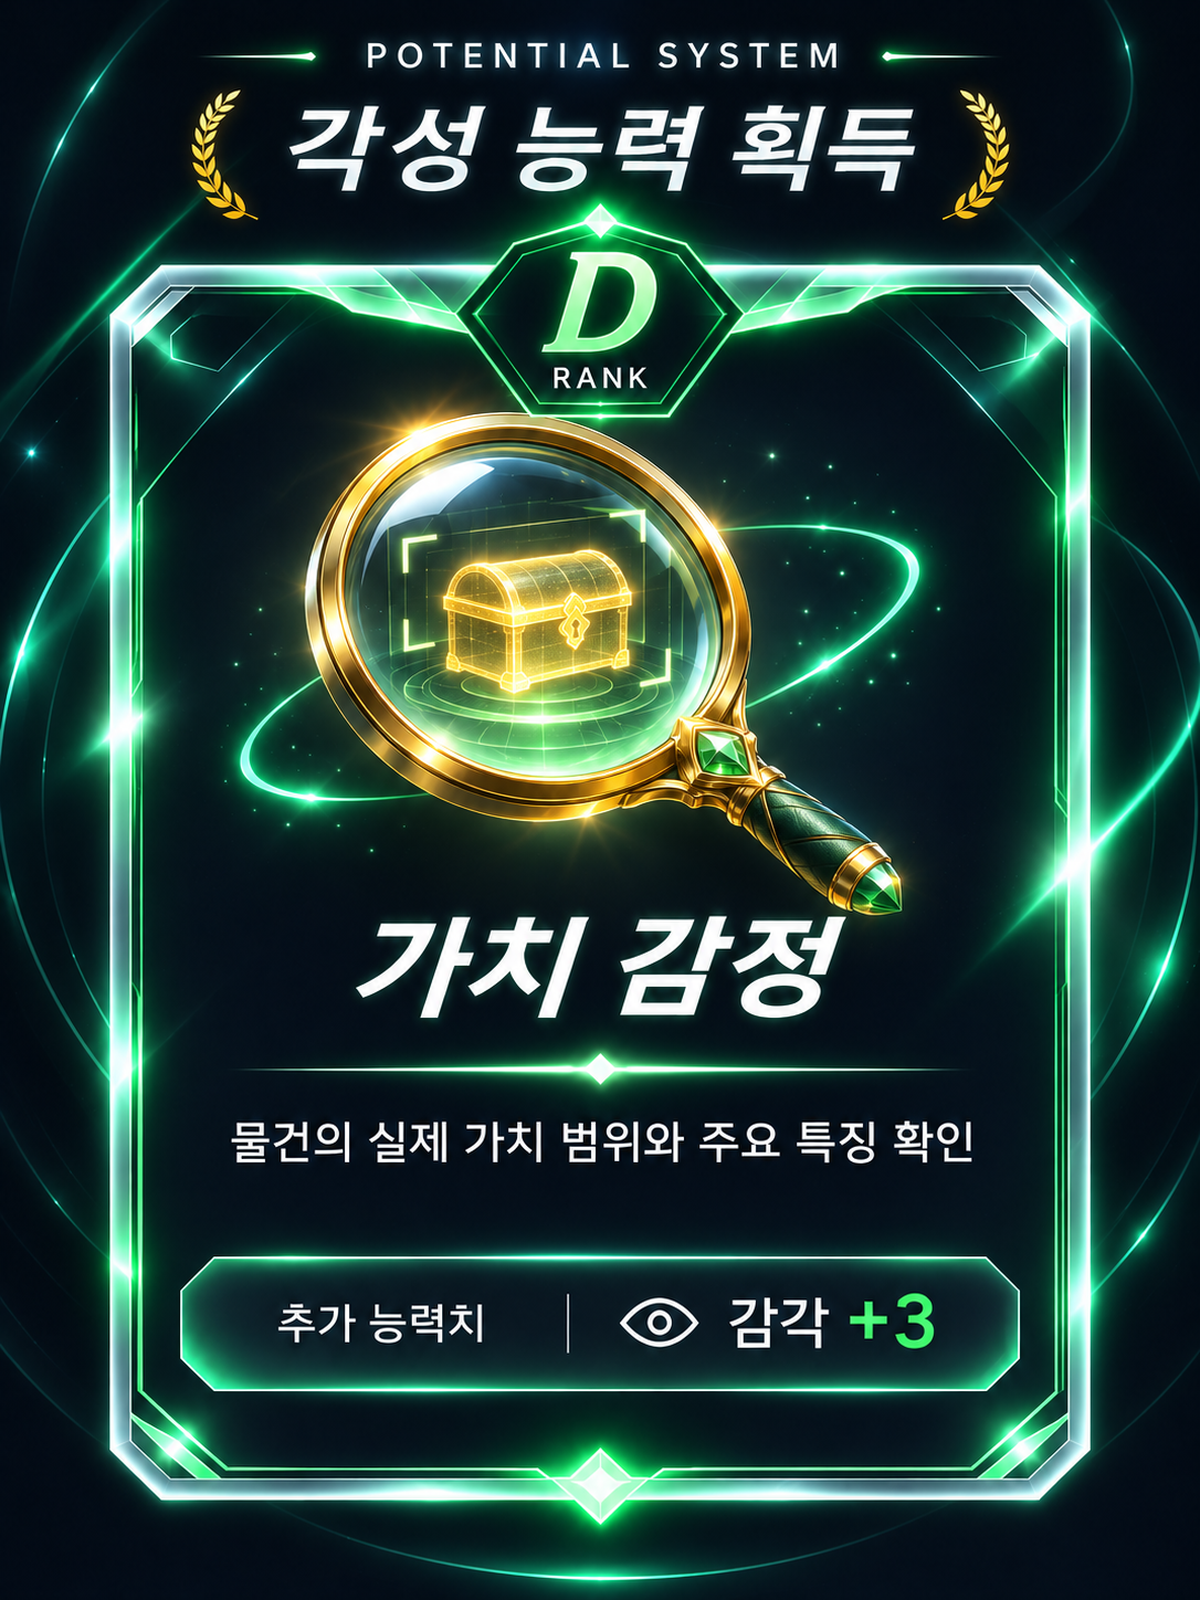 POTENTIAL SYSTEM
각성 능력 획득
D
RANK
가치 감정
물건의 실제 가치 범위와 주요 특징 확인
추가 능력치
감각 +3